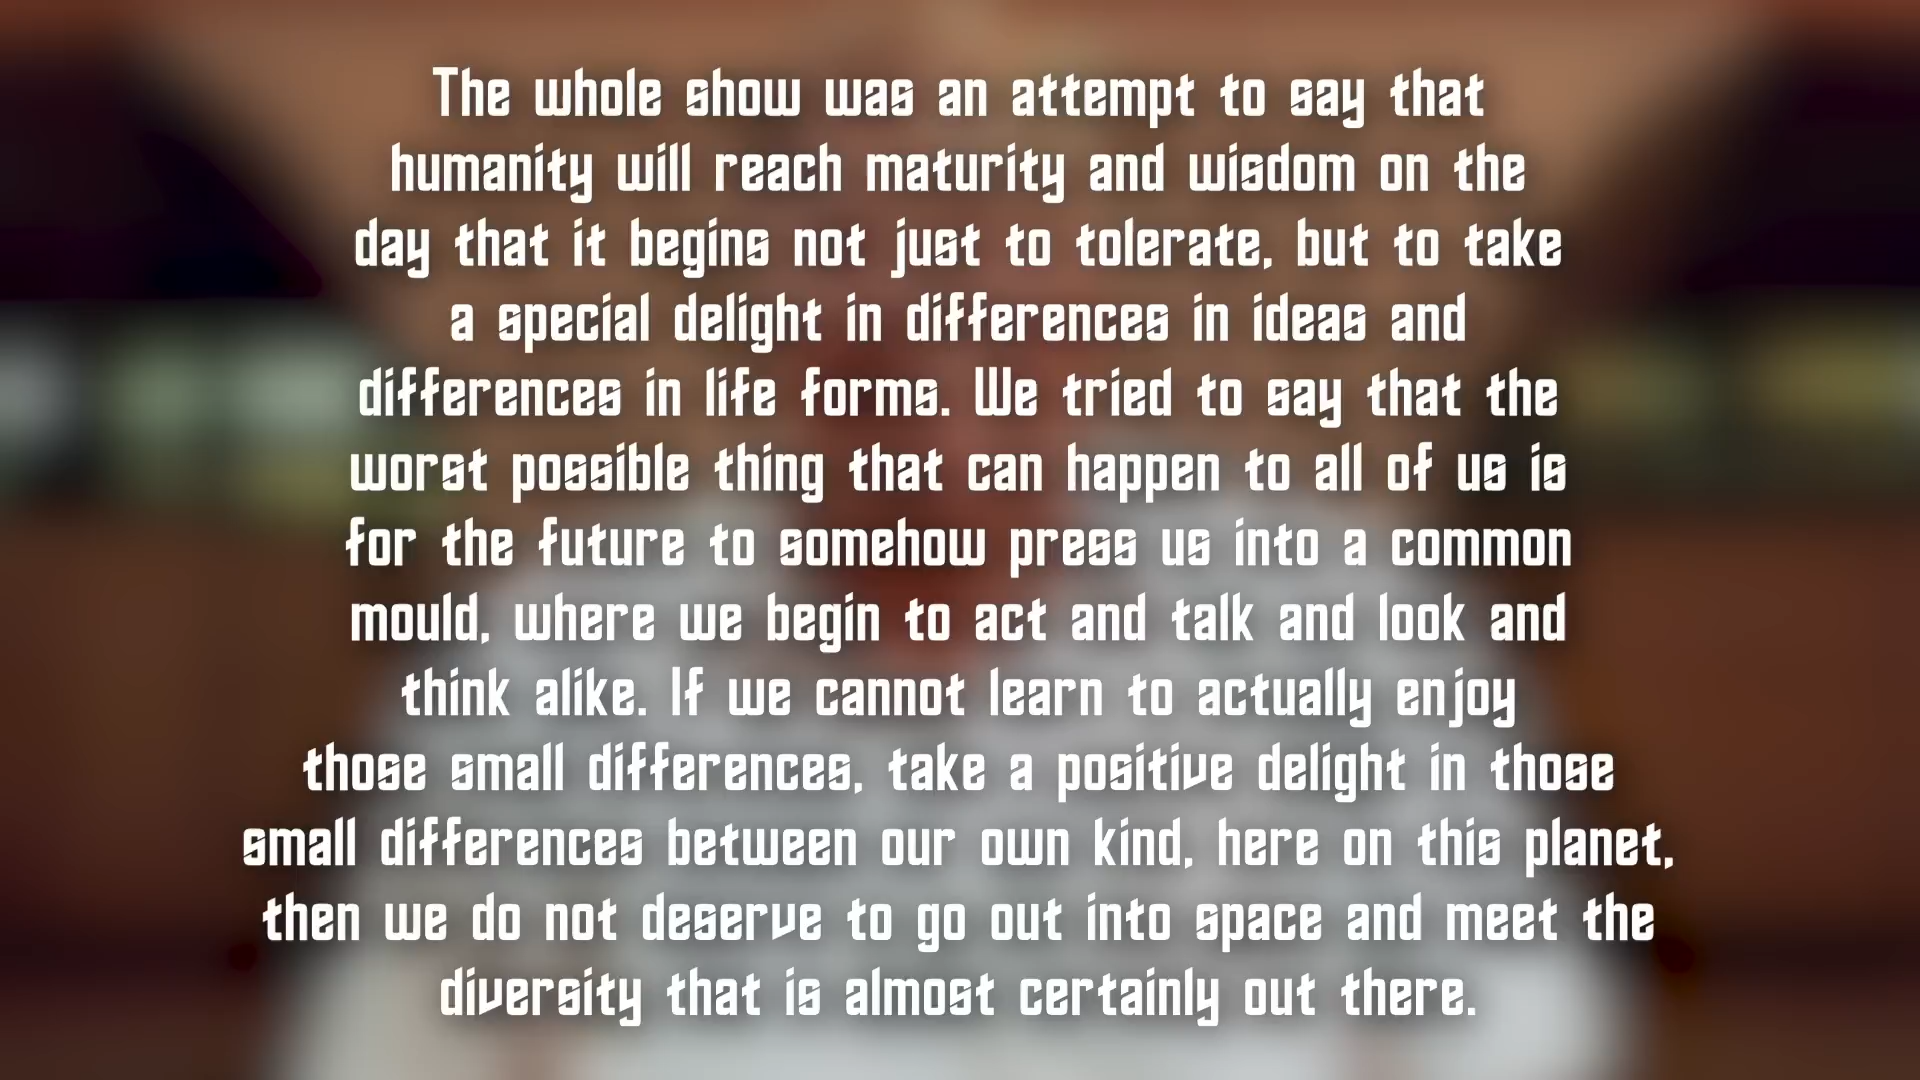 The whole show was an attempt to say that
humanity will reach maturity and wisdom on the
day that it begins not just to tolerate, but to take
a special delight in differences in ideas and
differences in life forms. We tried to say that the
worst possible thing that can happen to all of us is
for the future to somehow press us into a common
mould, where we begin to act and talk and look and
think alike. If we cannot learn to actually enjoy
those small differences, take a positive delight in those
small differences between our own kind, here on this planet,
then we do not deserve to go out into space and meet the
diversity that is almost certainly out there.